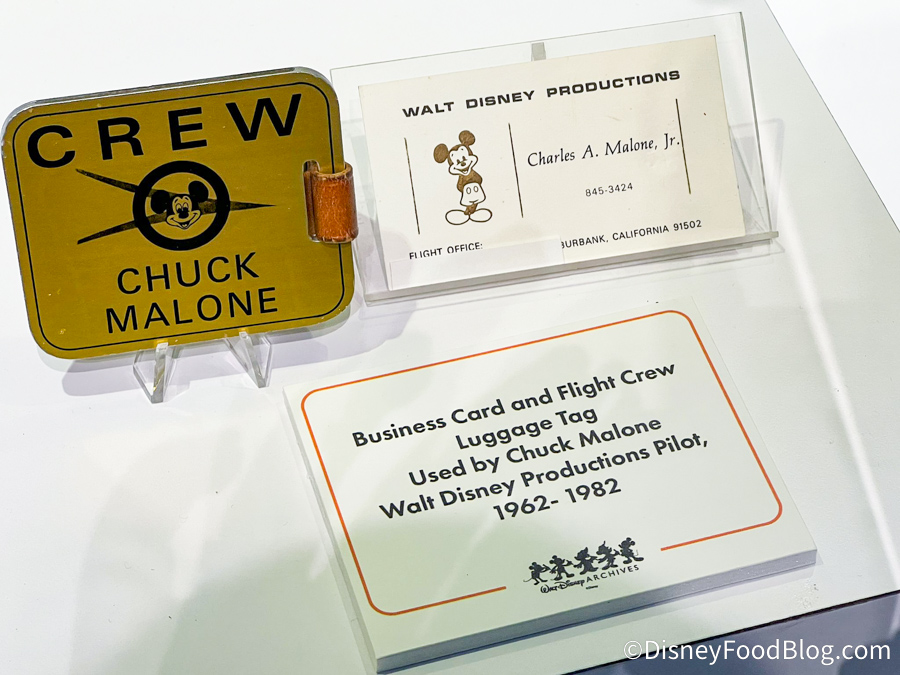 CREW
CHUCK
MALONE
WALT DISNEY PRODUCTIONS
Charles A. Malone, Jr.
845-3424
FLIGHT OFFICE:
BURBANK, CALIFORNIA 91502
Business Card and Flight Crew
Luggage Tag
Used by Chuck Malone
Walt Disney Productions Pilot,
1962- 1982
WALT DISNEY ARCHIVES
©DisneyFoodBlog.com